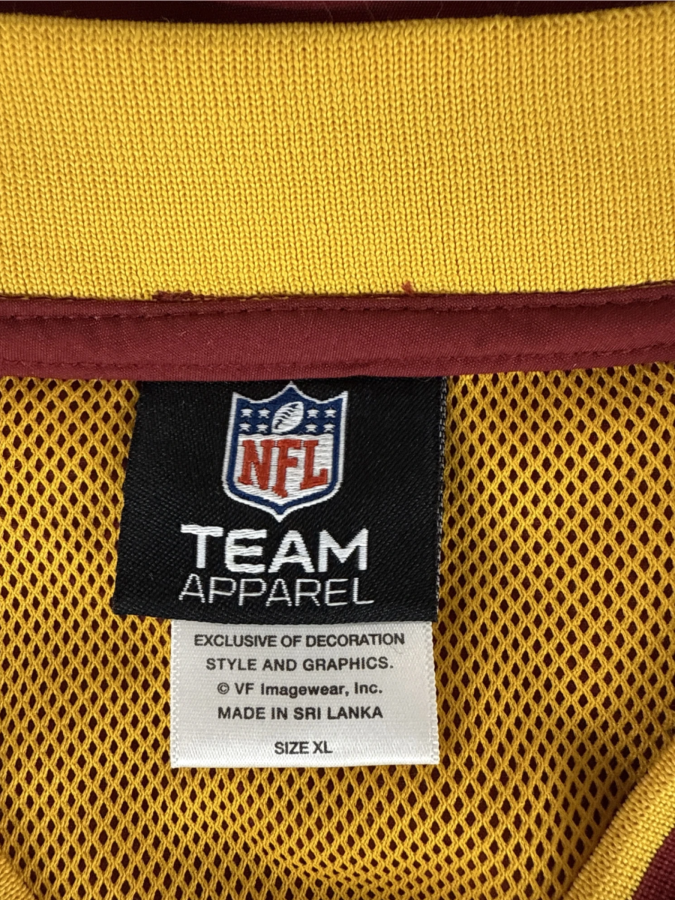 NFL
TEAM
APPAREL
EXCLUSIVE OF DECORATION
STYLE AND GRAPHICS.
© VF Imagewear, Inc.
MADE IN SRI LANKA
SIZE XL